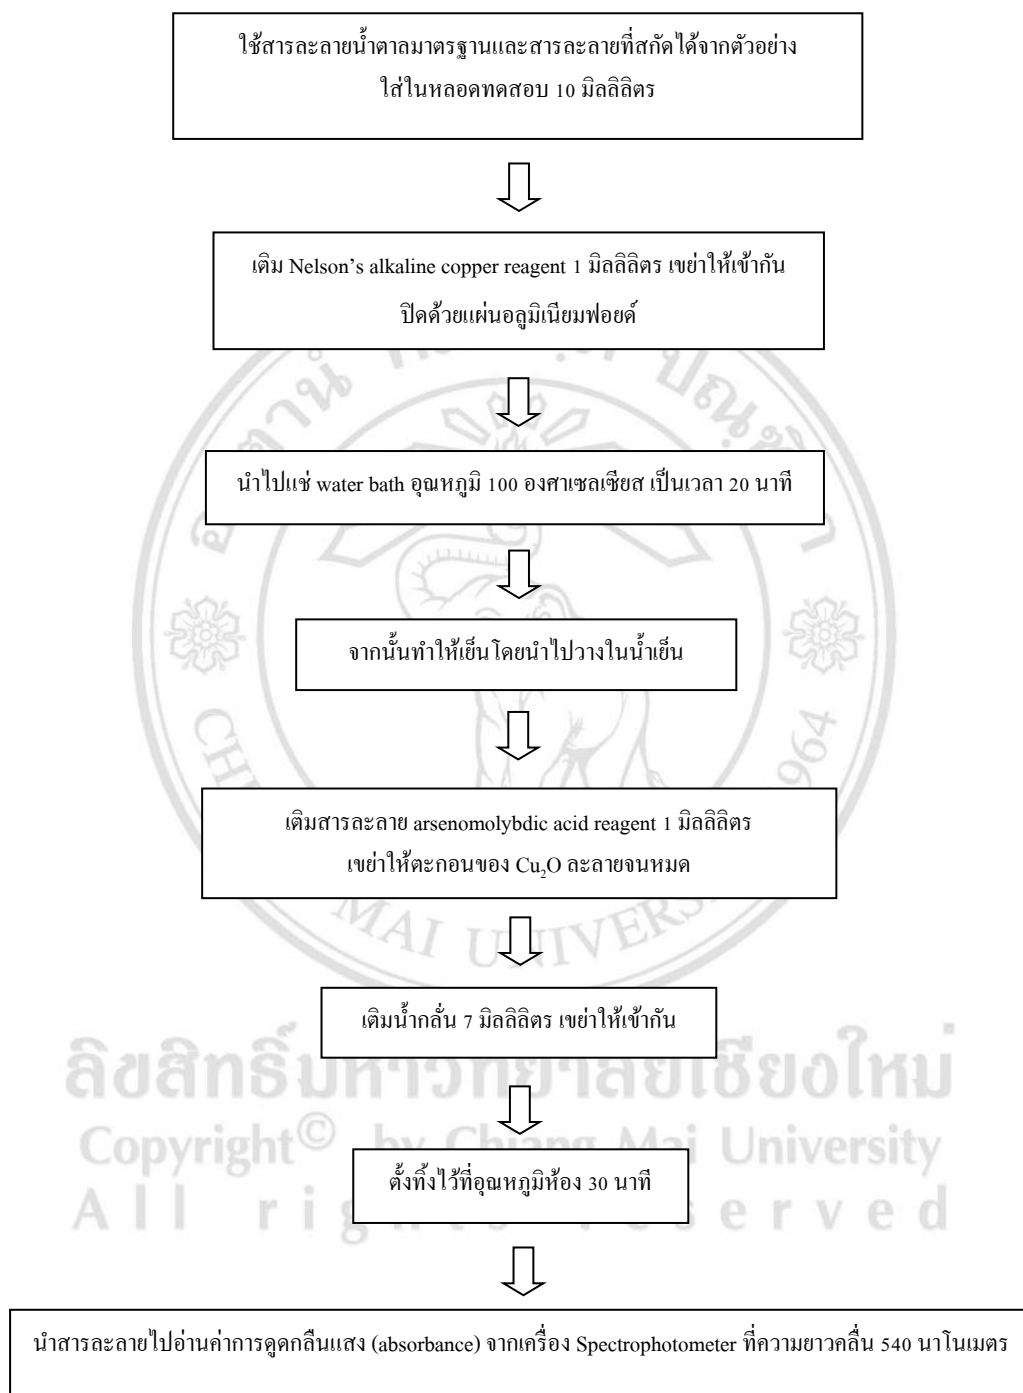 ใช้สารละลายน้ำตาลมาตรฐานและสารละลายที่สกัดได้จากตัวอย่าง
ใส่ในหลอดทดสอบ 10 มิลลิลิตร
เติม Nelson's alkaline copper reagent 1 มิลลิลิตร เขย่าให้เข้ากัน
ปิดด้วยแผ่นอลูมิเนียมฟอยด์
นำไปแช่ water bath อุณหภูมิ 100 องศาเซลเซียส เป็นเวลา 20 นาที
จากนั้นทำให้เย็นโดยนำไปวางในน้ำเย็น
เติมสารละลาย arsenomolybdic acid reagent 1 มิลลิลิตร
เขย่าให้ตะกอนของ Cu₂O ละลายจนหมด
MAI UNIVERS
เติมน้ำกลั่น 7 มิลลิลิตร เขย่าให้เข้ากัน
ลิขสิทธิ์มหาวิทยาลัยเชียงใหม่
Copyright© by Chiang Mai University
ตั้งทิ้งไว้ที่อุณหภูมิห้อง 30 นาที
All rights reserved
นำสารละลายไปอ่านค่าการดูดกลืนแสง (absorbance) จากเครื่อง Spectrophotometer ที่ความยาวคลื่น 540 นาโนเมตร